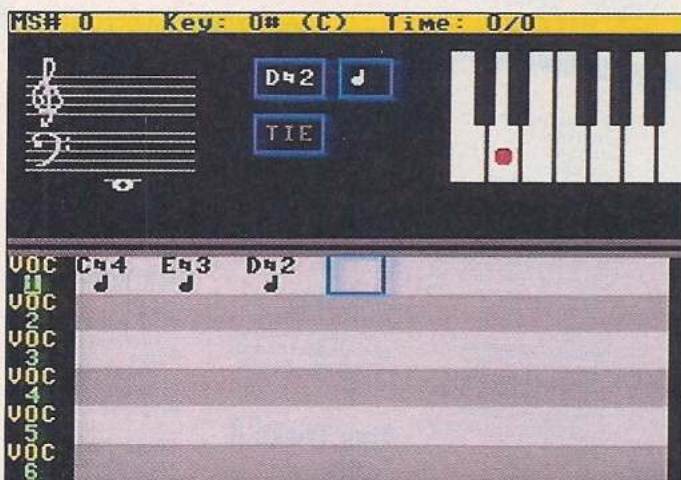 MS# 0 Key: 0# (C) Time: 0/0
D♮2
TIE
VOC C♮4 E♮3 D♮2
1
VOC
2
VOC
3
VOC
4
VOC
5
VOC
6